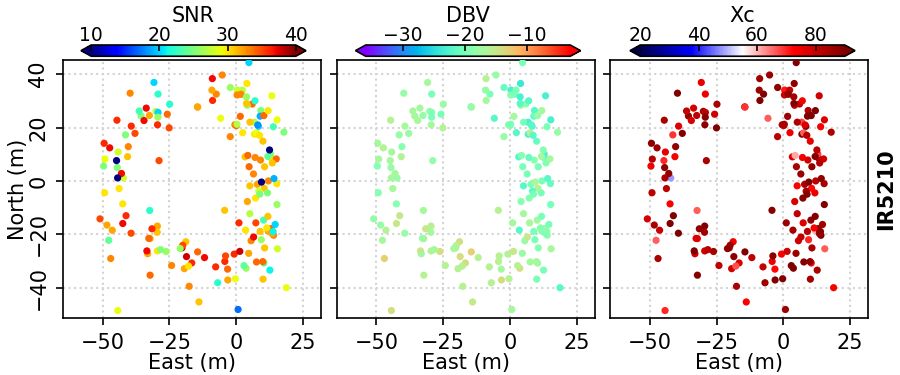 SNR DBV Xc
10 20 30 40 −30 −20 −10 20 40 60 80
40
20
0
−20
−40
North (m)
IR5210
−50 −25 0 25 −50 −25 0 25 −50 −25 0 25
East (m) East (m) East (m)